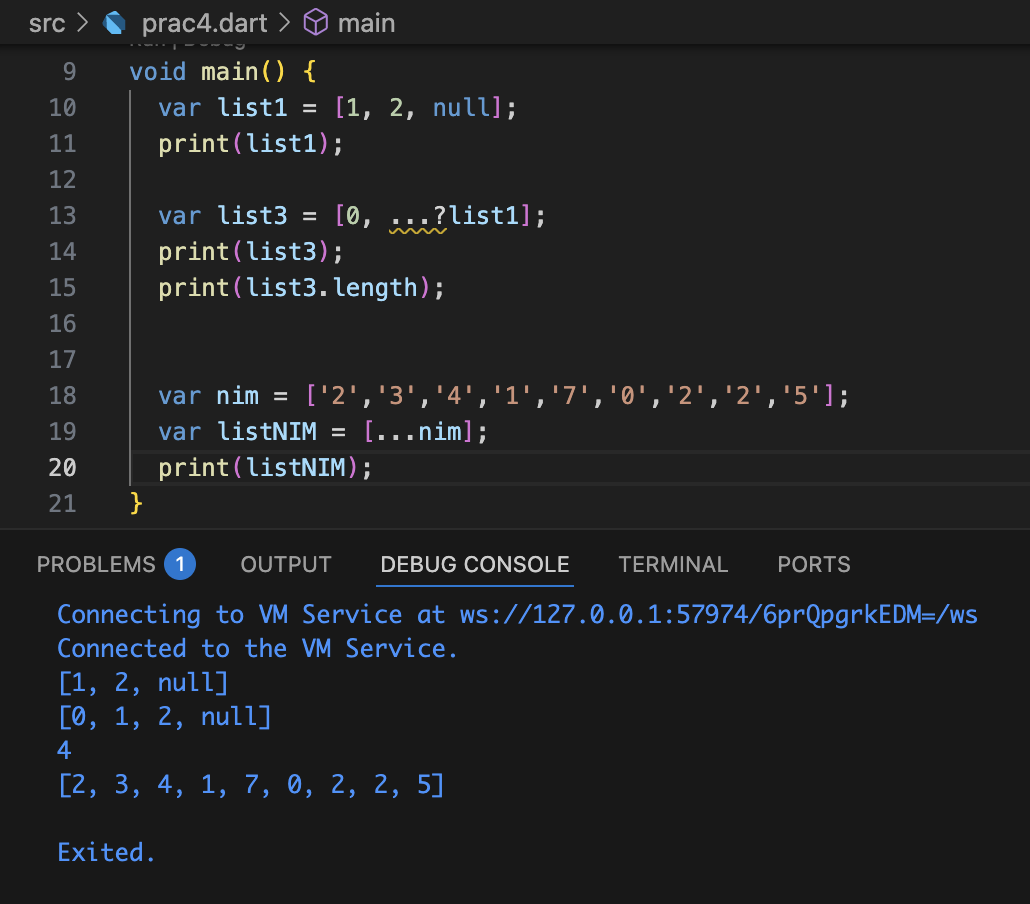 src > prac4.dart > main
Run | Debug
9 void main() {
10   var list1 = [1, 2, null];
11   print(list1);
12
13   var list3 = [0, ...?list1];
14   print(list3);
15   print(list3.length);
16
17
18   var nim = ['2','3','4','1','7','0','2','2','5'];
19   var listNIM = [...nim];
20   print(listNIM);
21 }
PROBLEMS 1 OUTPUT DEBUG CONSOLE TERMINAL PORTS
Connecting to VM Service at ws://127.0.0.1:57974/6prQpgrkEDM=/ws
Connected to the VM Service.
[1, 2, null]
[0, 1, 2, null]
4
[2, 3, 4, 1, 7, 0, 2, 2, 5]
Exited.